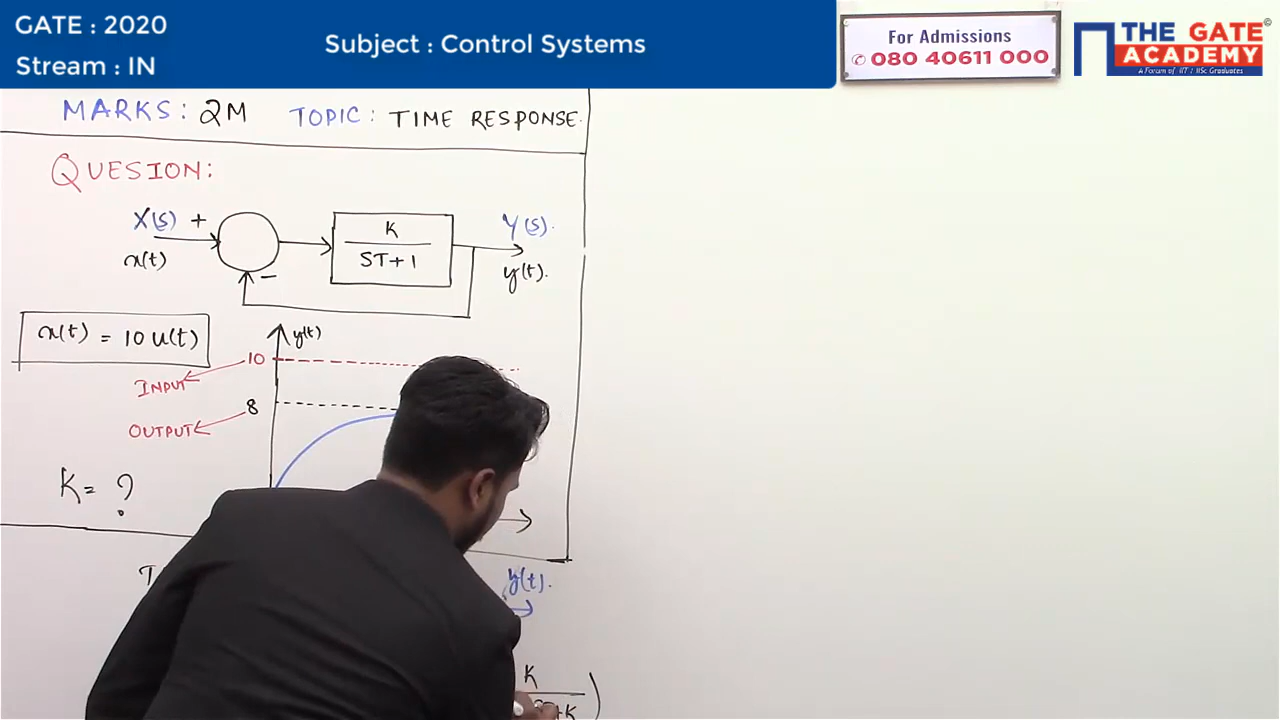 GATE : 2020
Stream : IN
Subject : Control Systems
For Admissions
080 40611 000
THE GATE ACADEMY
A Forum of IIT / IISc Graduates
MARKS: 2M TOPIC: TIME RESPONSE.
QUESION:
X(s) +
K
Y(s).
x(t)
ST+1
y(t).
−
x(t) = 10 u(t)
y(t)
10
INPUT
8
OUTPUT
K = ?
y(t).
K
+K